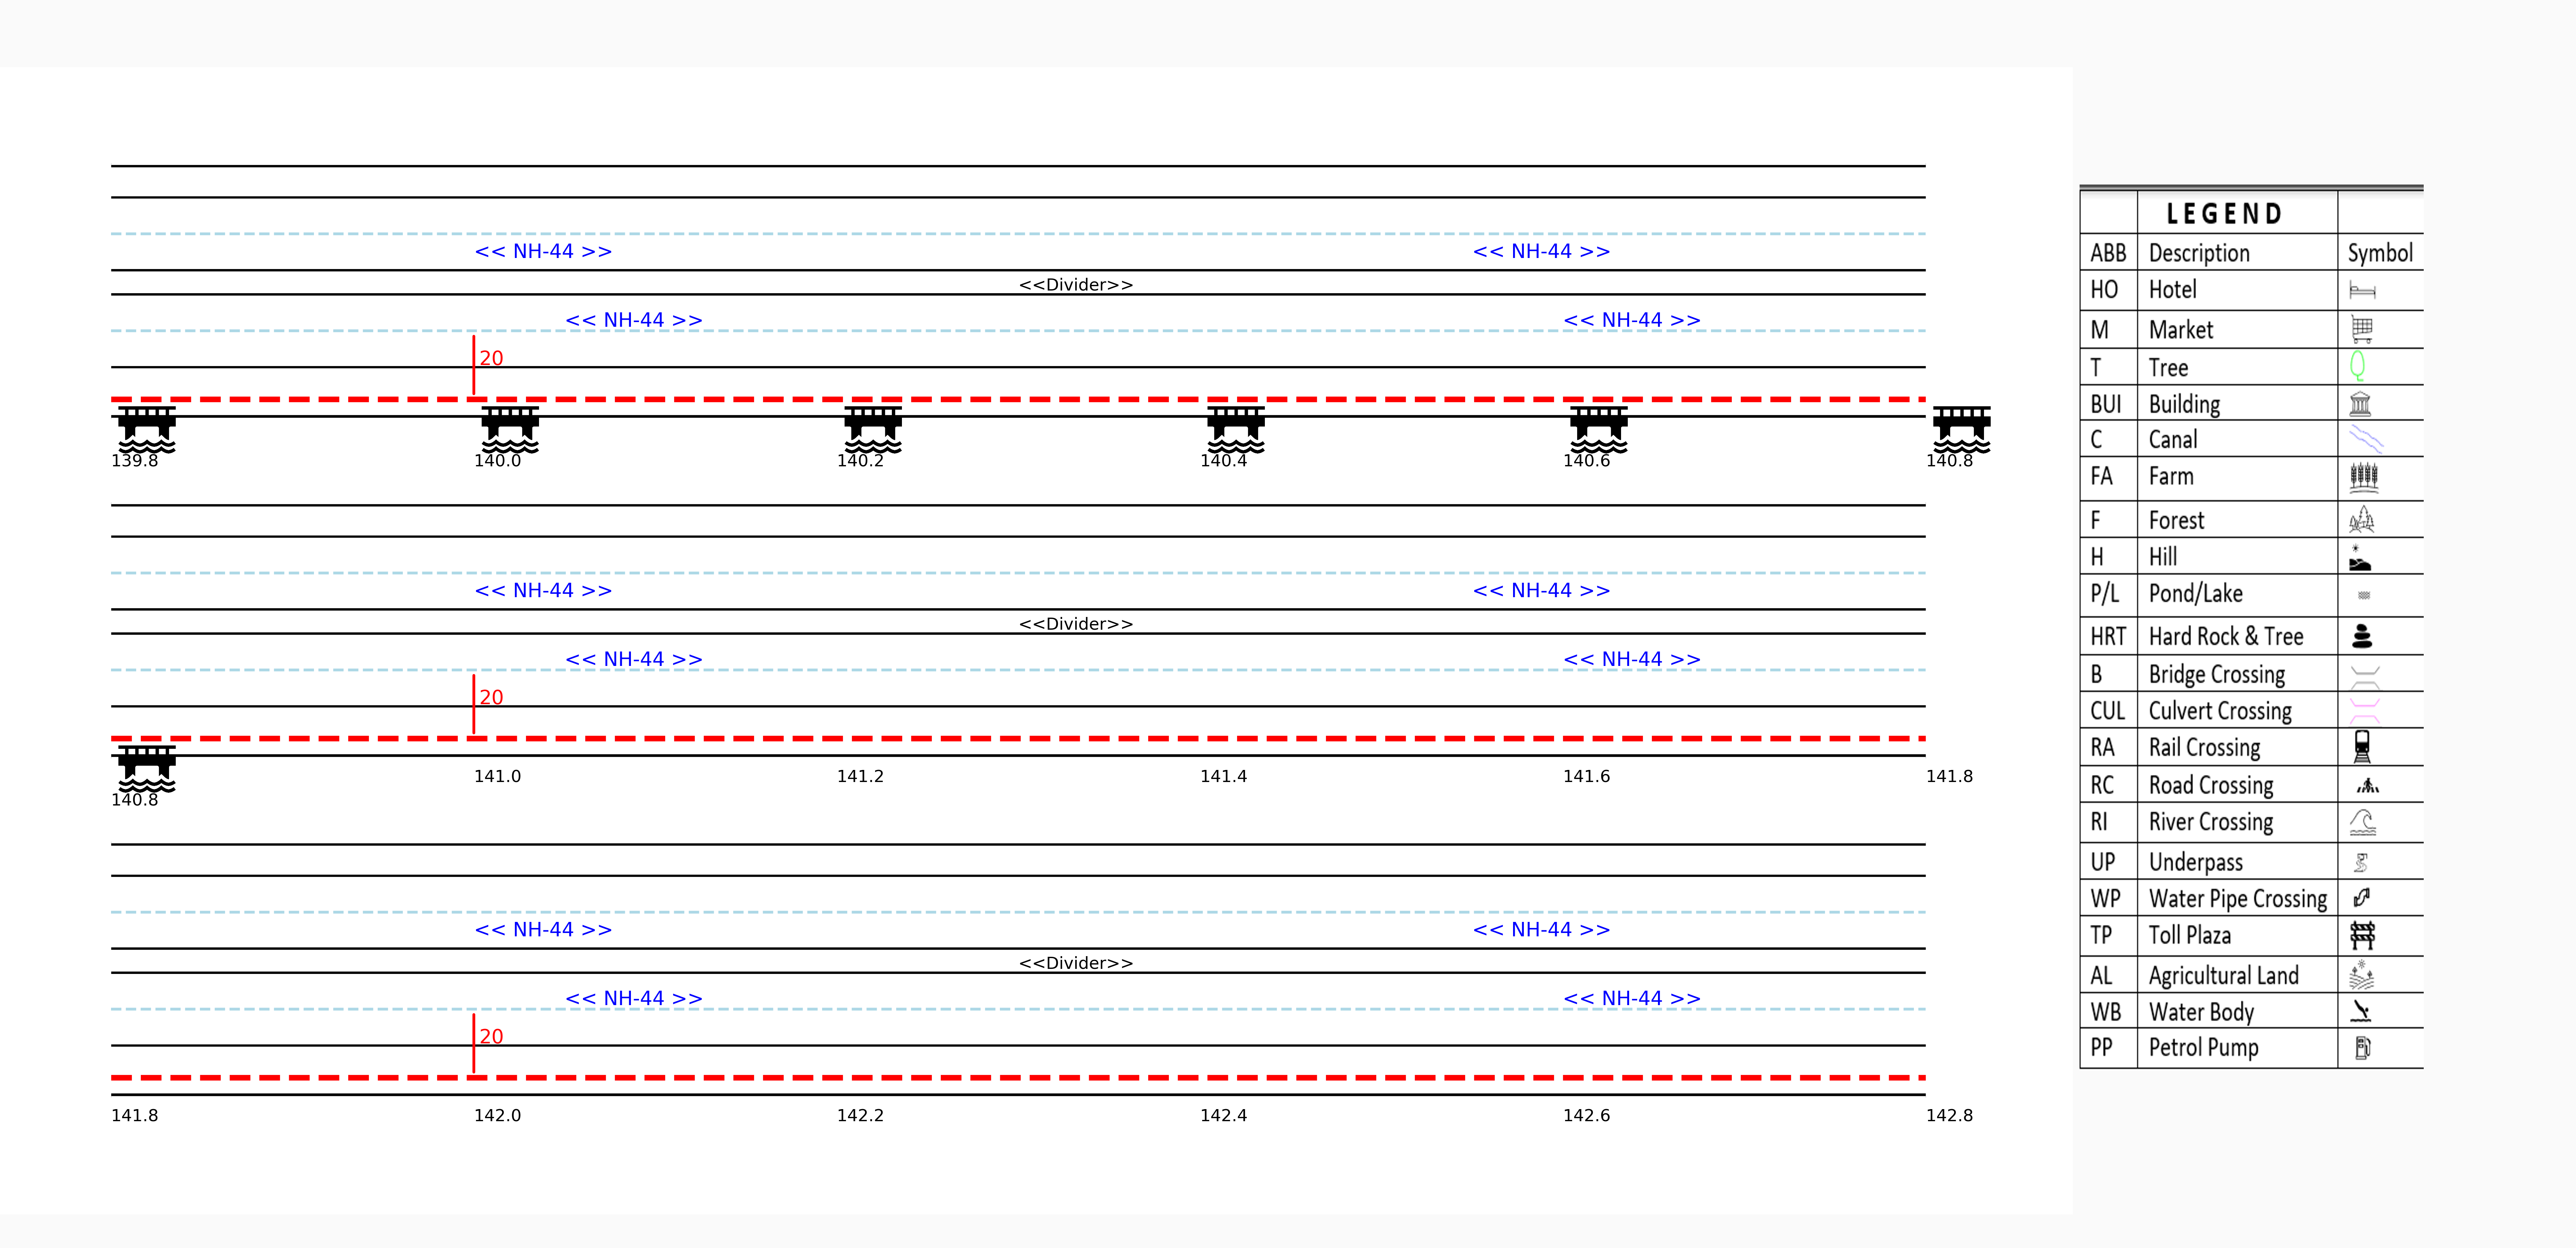 << NH-44 >> << NH-44 >>
<<Divider>>
<< NH-44 >> << NH-44 >>
20
139.8 140.0 140.2 140.4 140.6 140.8
<< NH-44 >> << NH-44 >>
<<Divider>>
<< NH-44 >> << NH-44 >>
20
141.0 141.2 141.4 141.6 141.8
140.8
<< NH-44 >> << NH-44 >>
<<Divider>>
<< NH-44 >> << NH-44 >>
20
141.8 142.0 142.2 142.4 142.6 142.8
LEGEND
ABB Description Symbol
HO Hotel
M Market
T Tree
BUI Building
C Canal
FA Farm
F Forest
H Hill
P/L Pond/Lake
HRT Hard Rock & Tree
B Bridge Crossing
CUL Culvert Crossing
RA Rail Crossing
RC Road Crossing
RI River Crossing
UP Underpass
WP Water Pipe Crossing
TP Toll Plaza
AL Agricultural Land
WB Water Body
PP Petrol Pump